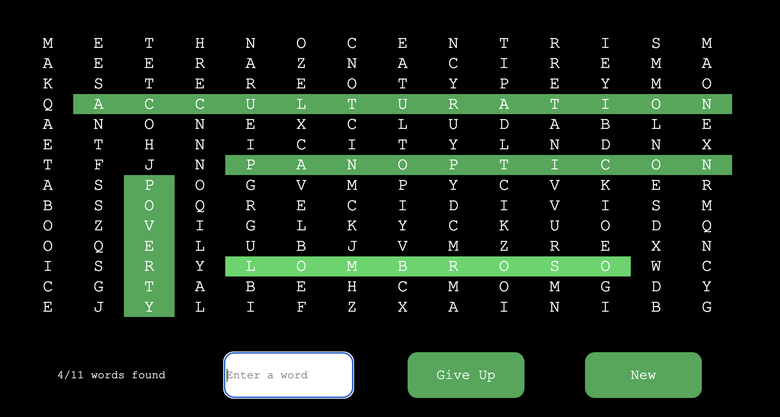 M E T H N O C E N T R I S M
A E E R A Z N A C I R E M A
K S T E R E O T Y P E Y M O
Q A C C U L T U R A T I O N
A N O N E X C L U D A B L E
E T H N I C I T Y L N D N X
T F J N P A N O P T I C O N
A S P O G V M P Y C V K E R
B S O Q R E C I D I V I S M
O Z V I G L K Y C K U O D Q
O Q E L U B J V M Z R E X N
I S R Y L O M B R O S O W C
C G T A B E H C M O M G D Y
E J Y L I F Z X A I N I B G
4/11 words found
Enter a word
Give Up
New